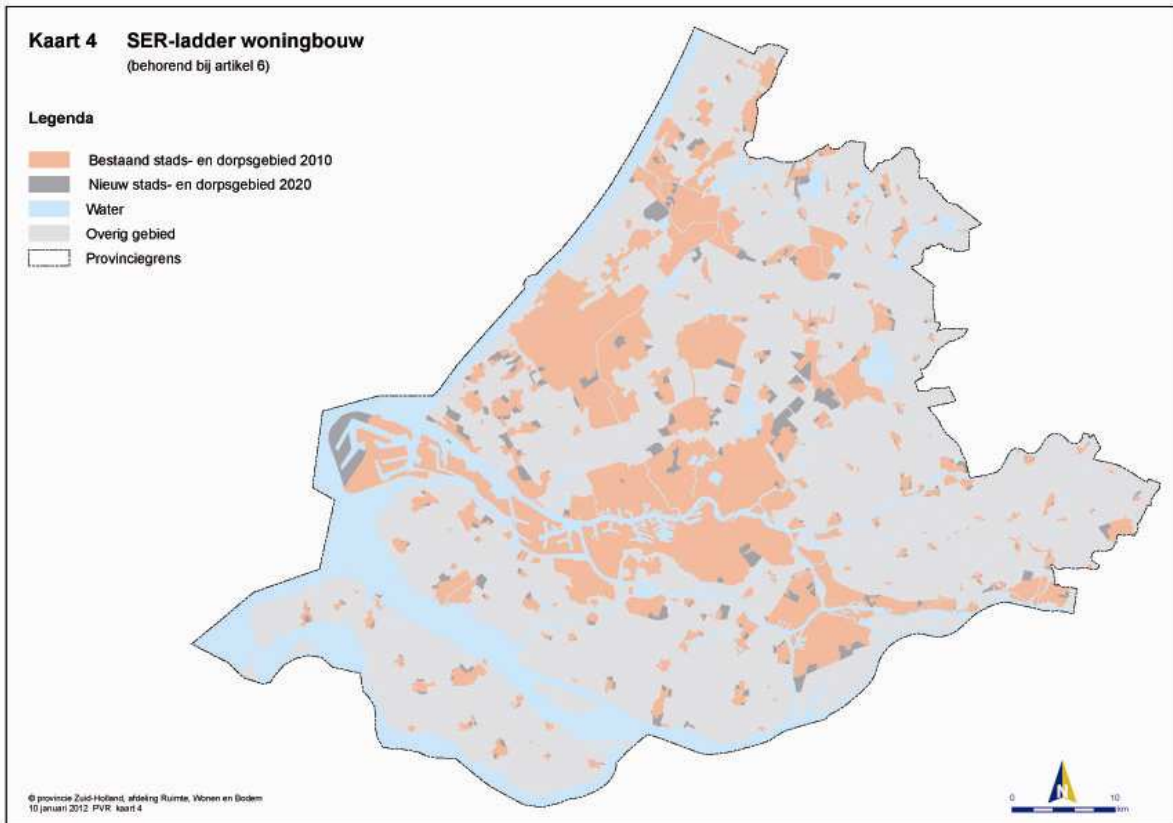 Kaart 4 SER-ladder woningbouw
(behorend bij artikel 6)
Legenda
Bestaand stads- en dorpsgebied 2010
Nieuw stads- en dorpsgebied 2020
Water
Overig gebied
Provinciegrens
© provincie Zuid-Holland, afdeling Ruimte, Wonen en Bodem
10 januari 2012 PVR kaart 4
N
0 10
km